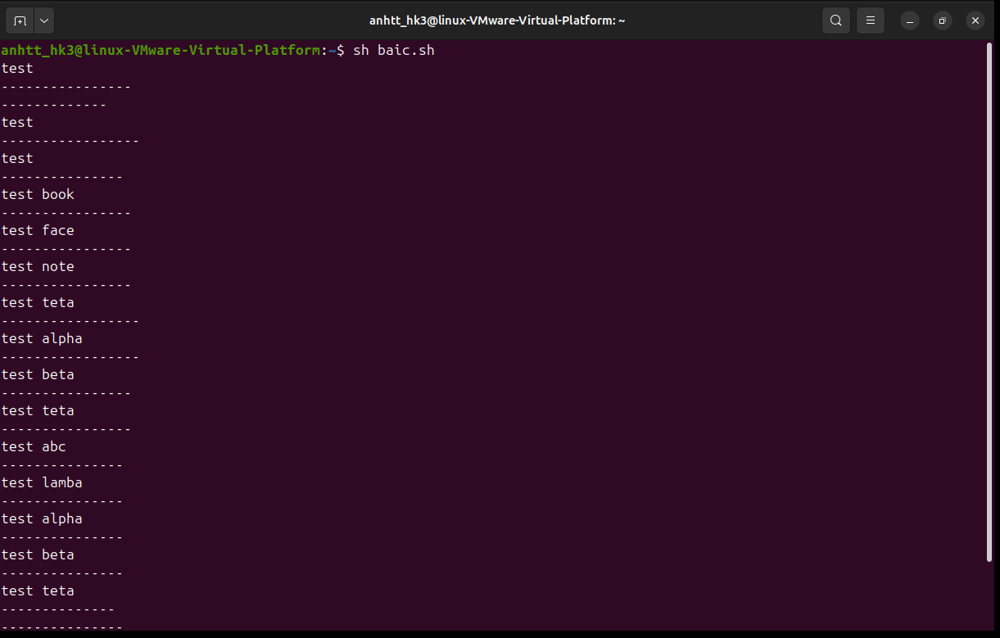 anhtt_hk3@linux-VMware-Virtual-Platform: ~
anhtt_hk3@linux-VMware-Virtual-Platform:~$ sh baic.sh
test
----------------
-------------
test
-----------------
test
---------------
test book
----------------
test face
----------------
test note
----------------
test teta
-----------------
test alpha
-----------------
test beta
----------------
test teta
----------------
test abc
---------------
test lamba
---------------
test alpha
---------------
test beta
---------------
test teta
--------------
---------------